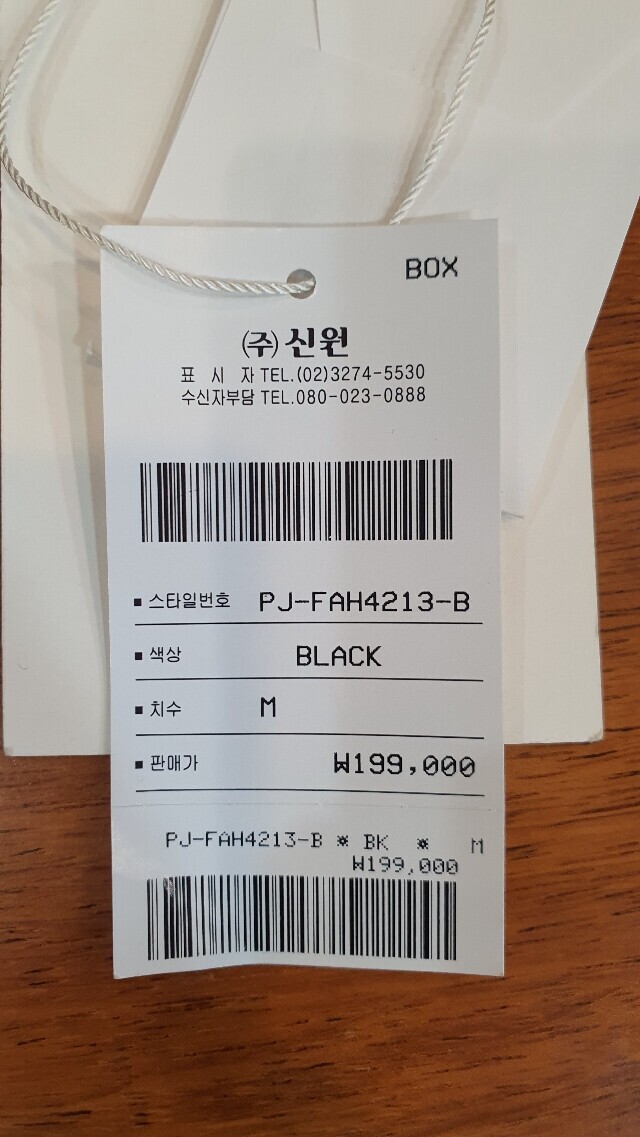 BOX
(주)신원
표 시 자 TEL.(02)3274-5530
수신자부담 TEL.080-023-0888
▪ 스타일번호 PJ-FAH4213-B
▪ 색상 BLACK
▪ 치수 M
▪ 판매가 ₩199,000
PJ-FAH4213-B ※ BK ※ M
₩199,000